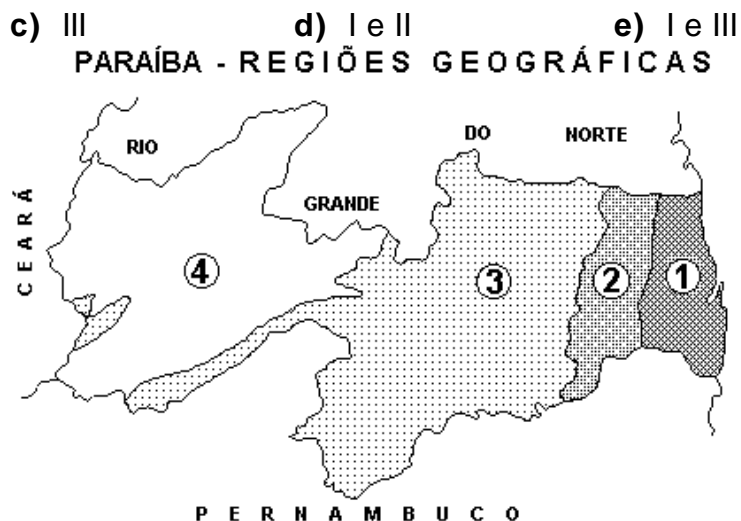 c) III d) I e II e) I e III
PARAÍBA - REGIÕES GEOGRÁFICAS
RIO
DO NORTE
GRANDE
CEARÁ
4
3
2
1
PERNAMBUCO